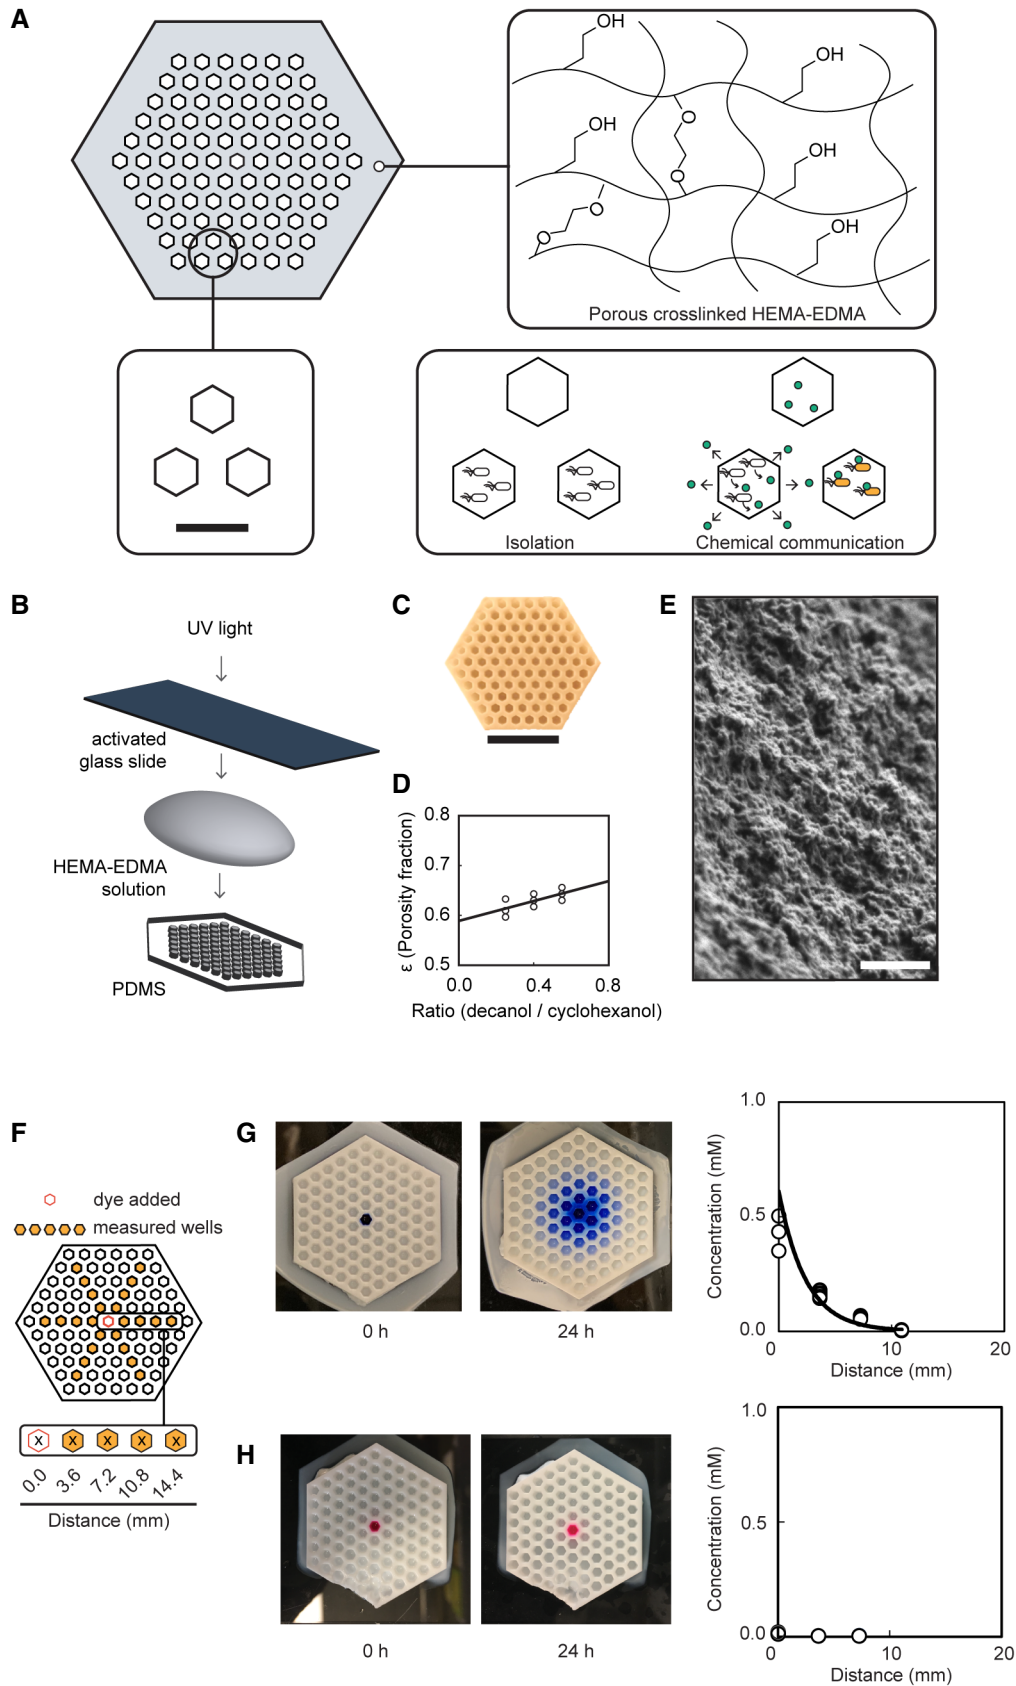 A
OH
OH
OH
O
OH
O
O
OH
O
Porous crosslinked HEMA-EDMA
Isolation
Chemical communication
B
UV light
activated
glass slide
HEMA-EDMA
solution
PDMS
C
D
0.8
0.7
0.6
0.5
ε (Porosity fraction)
0.0 0.4 0.8
Ratio (decanol / cyclohexanol)
E
F
dye added
measured wells
x x x x x
0.0 3.6 7.2 10.8 14.4
Distance (mm)
G
0 h
24 h
1.0
0.5
0.0
Concentration (mM)
0 10 20
Distance (mm)
H
0 h
24 h
1.0
0.5
0.0
Concentration (mM)
0 10 20
Distance (mm)